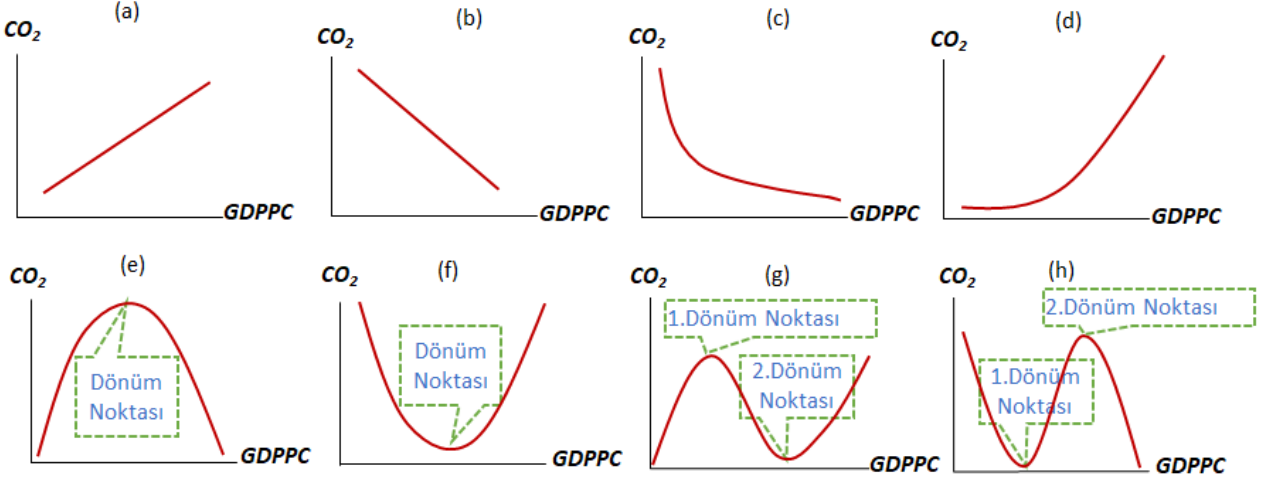 (a)
CO2
GDPPC
(b)
CO2
GDPPC
(c)
CO2
GDPPC
(d)
CO2
GDPPC
(e)
CO2
Dönüm
Noktası
GDPPC
(f)
CO2
Dönüm
Noktası
GDPPC
(g)
CO2
1.Dönüm Noktası
2.Dönüm
Noktası
GDPPC
(h)
CO2
2.Dönüm Noktası
1.Dönüm
Noktası
GDPPC